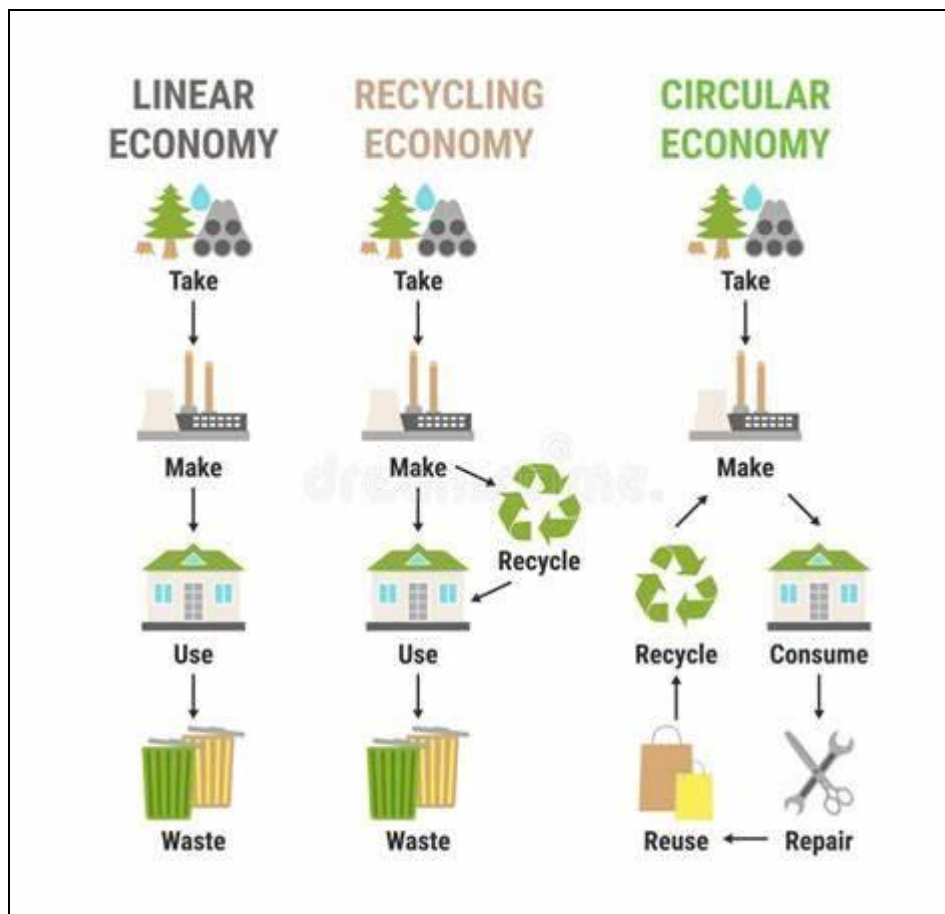 LINEAR
ECONOMY
Take
Make
Use
Waste
RECYCLING
ECONOMY
Take
Make
Recycle
Use
Waste
CIRCULAR
ECONOMY
Take
Make
Recycle
Consume
Reuse
Repair